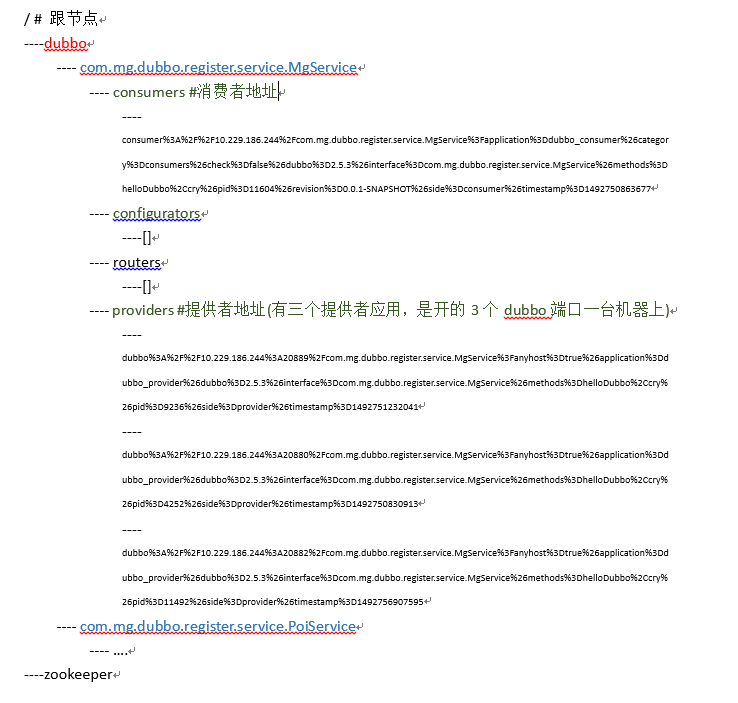 / # 跟节点
----dubbo
---- com.mg.dubbo.register.service.MgService
---- consumers #消费者地址
----
consumer%3A%2F%2F10.229.186.244%2Fcom.mg.dubbo.register.service.MgService%3Fapplication%3Ddubbo_consumer%26categor
y%3Dconsumers%26check%3Dfalse%26dubbo%3D2.5.3%26interface%3Dcom.mg.dubbo.register.service.MgService%26methods%3D
helloDubbo%2Ccry%26pid%3D11604%26revision%3D0.0.1-SNAPSHOT%26side%3Dconsumer%26timestamp%3D1492750863677
---- configurators
----[]
---- routers
----[]
---- providers #提供者地址(有三个提供者应用，是开的 3 个 dubbo 端口一台机器上)
----
dubbo%3A%2F%2F10.229.186.244%3A20889%2Fcom.mg.dubbo.register.service.MgService%3Fanyhost%3Dtrue%26application%3Dd
ubbo_provider%26dubbo%3D2.5.3%26interface%3Dcom.mg.dubbo.register.service.MgService%26methods%3DhelloDubbo%2Ccry%
26pid%3D9236%26side%3Dprovider%26timestamp%3D1492751232041
----
dubbo%3A%2F%2F10.229.186.244%3A20880%2Fcom.mg.dubbo.register.service.MgService%3Fanyhost%3Dtrue%26application%3Dd
ubbo_provider%26dubbo%3D2.5.3%26interface%3Dcom.mg.dubbo.register.service.MgService%26methods%3DhelloDubbo%2Ccry%
26pid%3D4252%26side%3Dprovider%26timestamp%3D1492750830913
----
dubbo%3A%2F%2F10.229.186.244%3A20882%2Fcom.mg.dubbo.register.service.MgService%3Fanyhost%3Dtrue%26application%3Dd
ubbo_provider%26dubbo%3D2.5.3%26interface%3Dcom.mg.dubbo.register.service.MgService%26methods%3DhelloDubbo%2Ccry%
26pid%3D11492%26side%3Dprovider%26timestamp%3D1492756907595
---- com.mg.dubbo.register.service.PoiService
---- ….
----zookeeper